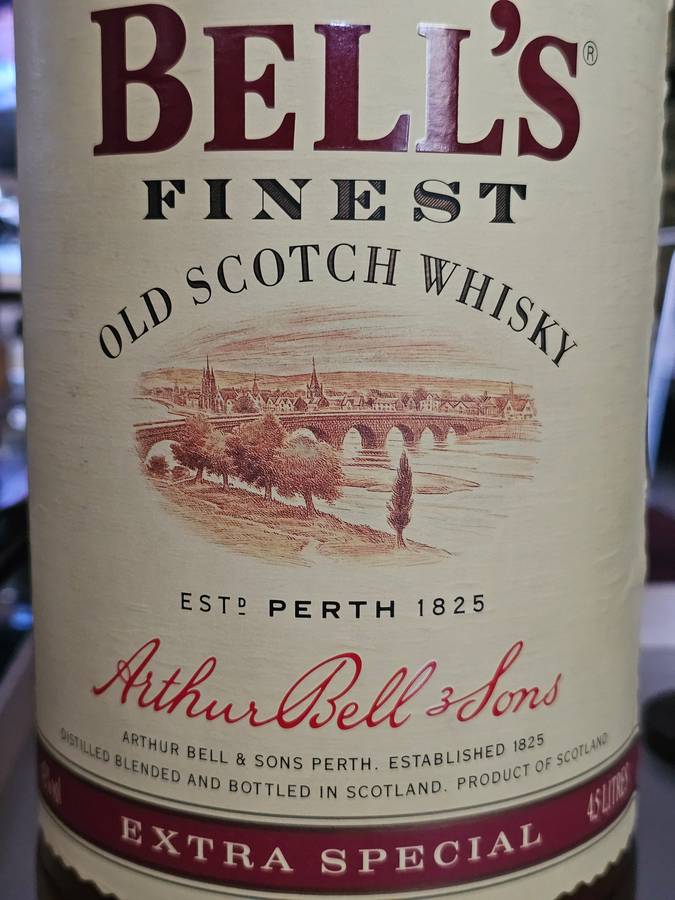 BELL'S®
FINEST
OLD SCOTCH WHISKY
ESTD PERTH 1825
Arthur Bell & Sons
ARTHUR BELL & SONS PERTH. ESTABLISHED 1825
DISTILLED BLENDED AND BOTTLED IN SCOTLAND. PRODUCT OF SCOTLAND
EXTRA SPECIAL
4.5 LITRES